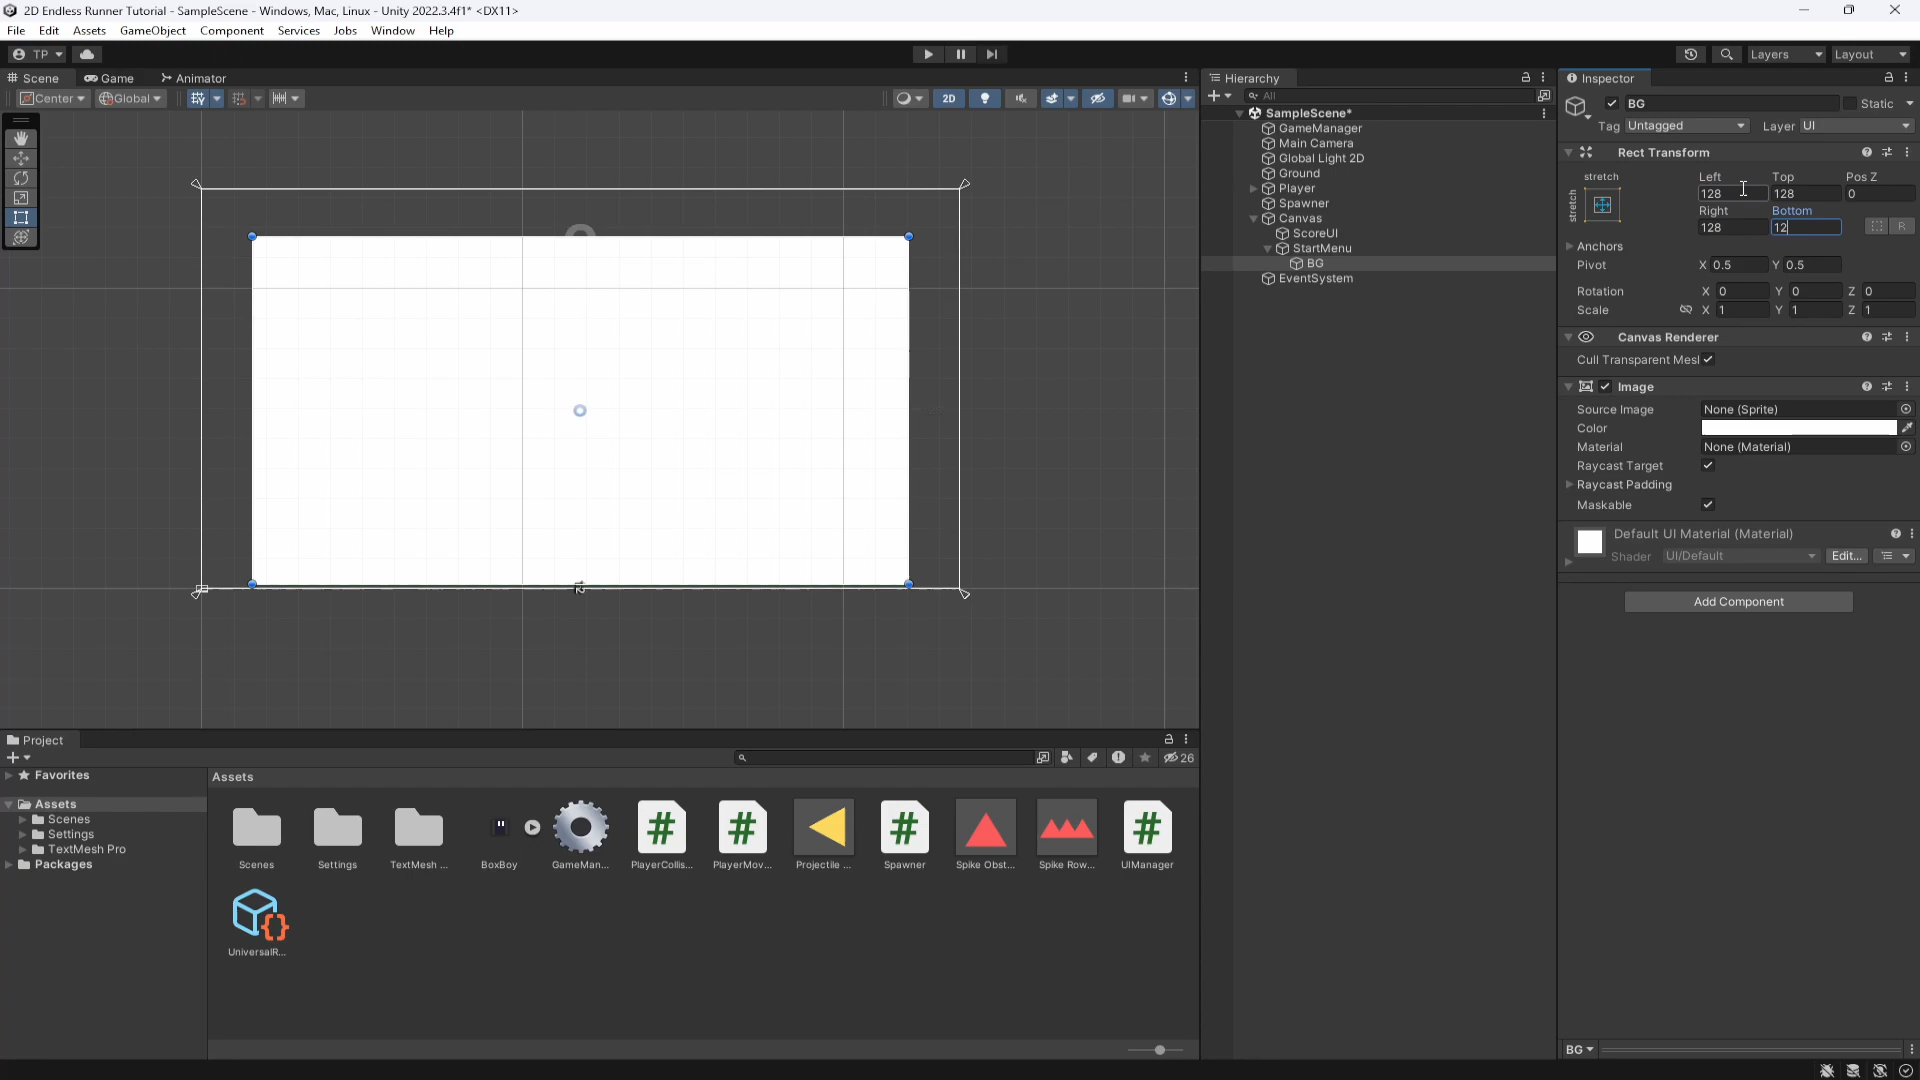 2D Endless Runner Tutorial - SampleScene - Windows, Mac, Linux - Unity 2022.3.4f1* <DX11>
File Edit Assets GameObject Component Services Jobs Window Help
TP Layers Layout
Scene Game Animator
Center Global 2D
Project
26
Favorites
Assets
Scenes
Settings
TextMesh Pro
Packages
Assets
Scenes Settings TextMesh ... BoxBoy GameMan... PlayerCollis... PlayerMov... Projectile ... Spawner Spike Obst... Spike Row... UIManager
UniversalR...
Hierarchy
All
SampleScene*
GameManager
Main Camera
Global Light 2D
Ground
Player
Spawner
Canvas
ScoreUI
StartMenu
BG
EventSystem
Inspector
BG Static
Tag Untagged Layer UI
Rect Transform
stretch Left Top Pos Z
stretch 128 128 0
Right Bottom
128 12 R
Anchors
Pivot X 0.5 Y 0.5
Rotation X 0 Y 0 Z 0
Scale X 1 Y 1 Z 1
Canvas Renderer
Cull Transparent Mesl
Image
Source Image None (Sprite)
Color
Material None (Material)
Raycast Target
Raycast Padding
Maskable
Default UI Material (Material)
Shader UI/Default Edit...
Add Component
BG